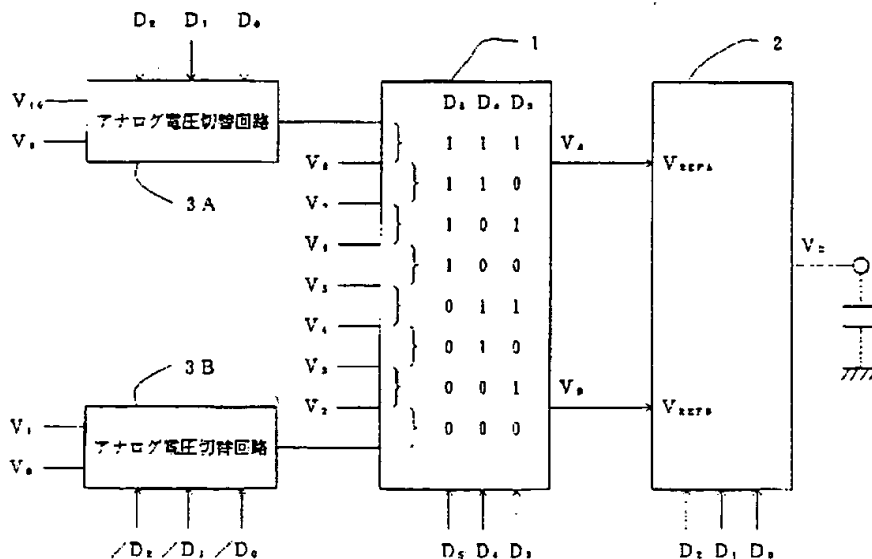 D₂ D₁ D₀
1
2
アナログ電圧切替回路
3A
D₅ D₄ D₃
1 1 1
1 1 0
1 0 1
1 0 0
0 1 1
0 1 0
0 0 1
0 0 0
V₈
V₇
V₆
V₅
V₄
V₃
V₂
V_A
V_B
V_REFA
V_REFB
3B
V₁
V₀
アナログ電圧切替回路
/D₂ /D₁ /D₀
D₅ D₄ D₃
D₂ D₁ D₀